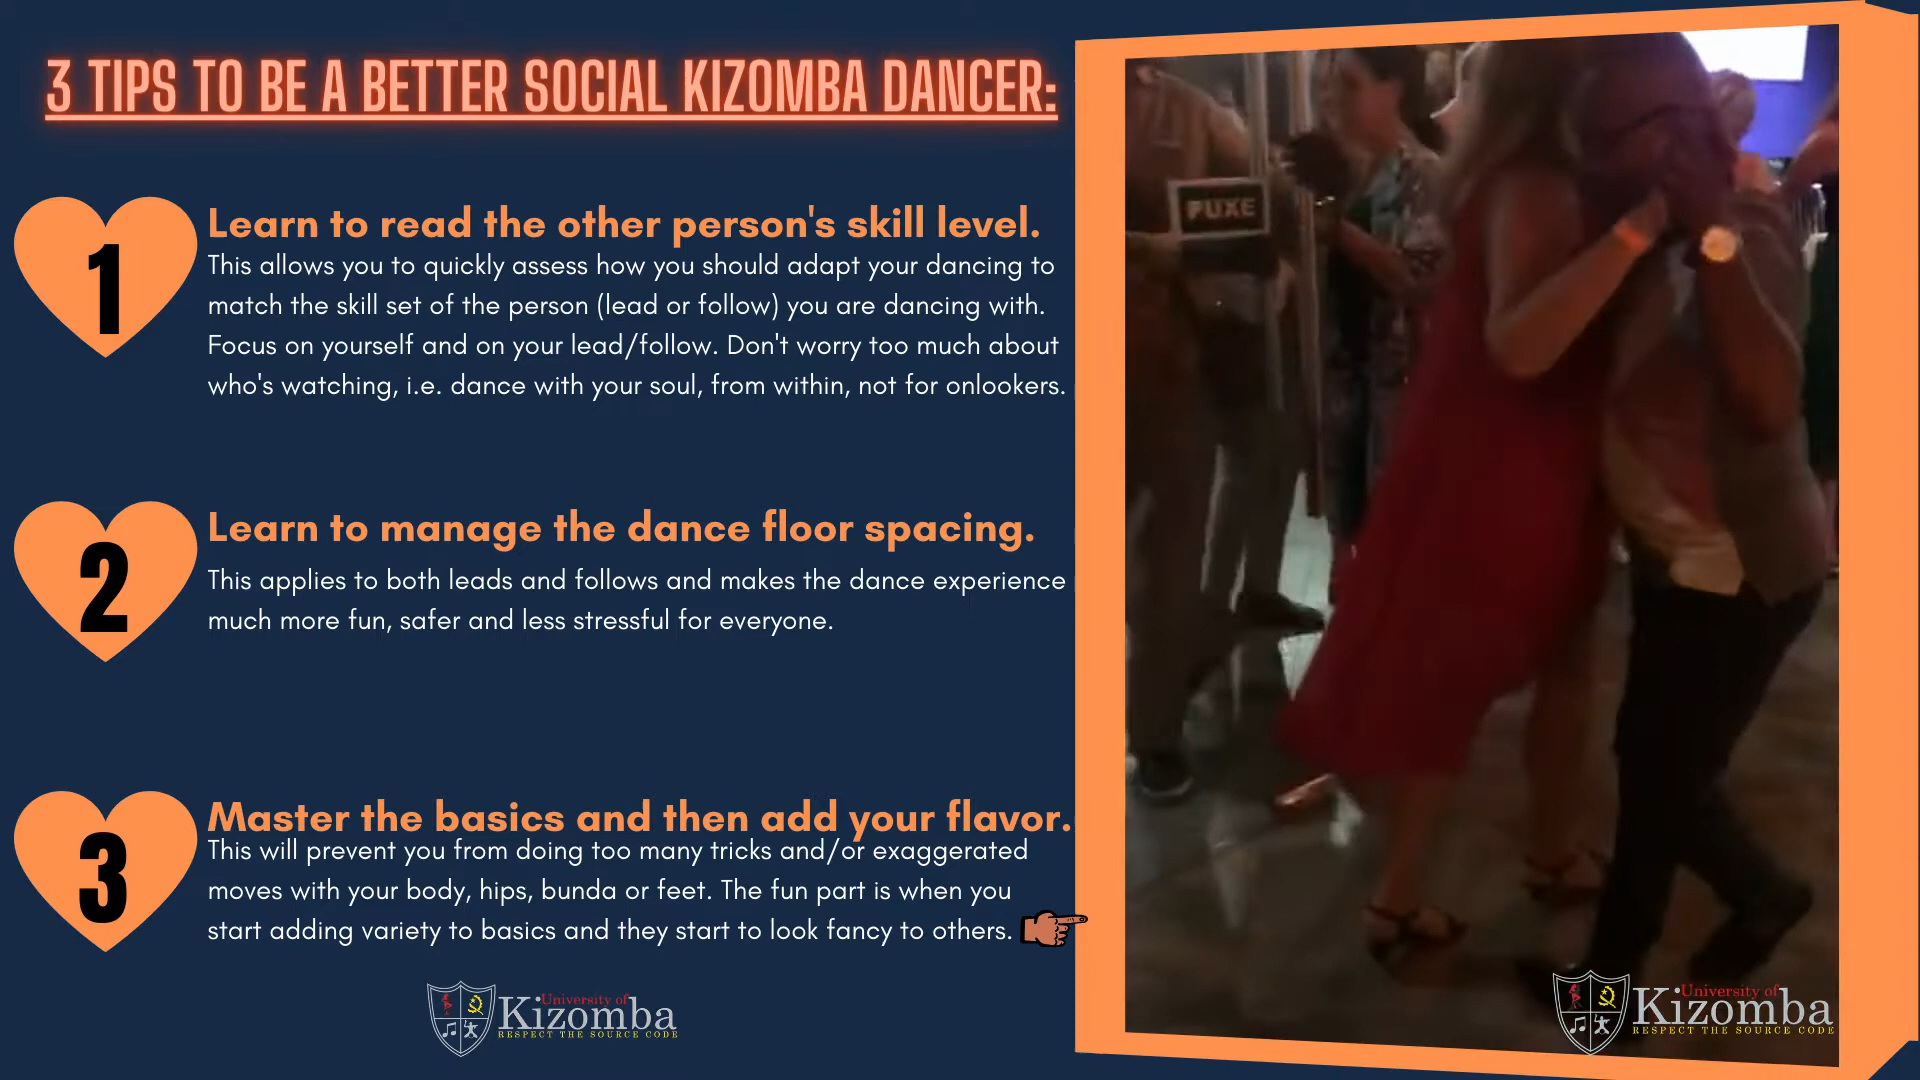 3 TIPS TO BE A BETTER SOCIAL KIZOMBA DANCER:
1
Learn to read the other person's skill level.
This allows you to quickly assess how you should adapt your dancing to
match the skill set of the person (lead or follow) you are dancing with.
Focus on yourself and on your lead/follow. Don't worry too much about
who's watching, i.e. dance with your soul, from within, not for onlookers.
2
Learn to manage the dance floor spacing.
This applies to both leads and follows and makes the dance experience
much more fun, safer and less stressful for everyone.
3
Master the basics and then add your flavor.
This will prevent you from doing too many tricks and/or exaggerated
moves with your body, hips, bunda or feet. The fun part is when you
start adding variety to basics and they start to look fancy to others.
University of
Kizomba
RESPECT THE SOURCE CODE
FUXE
University of
Kizomba
RESPECT THE SOURCE CODE